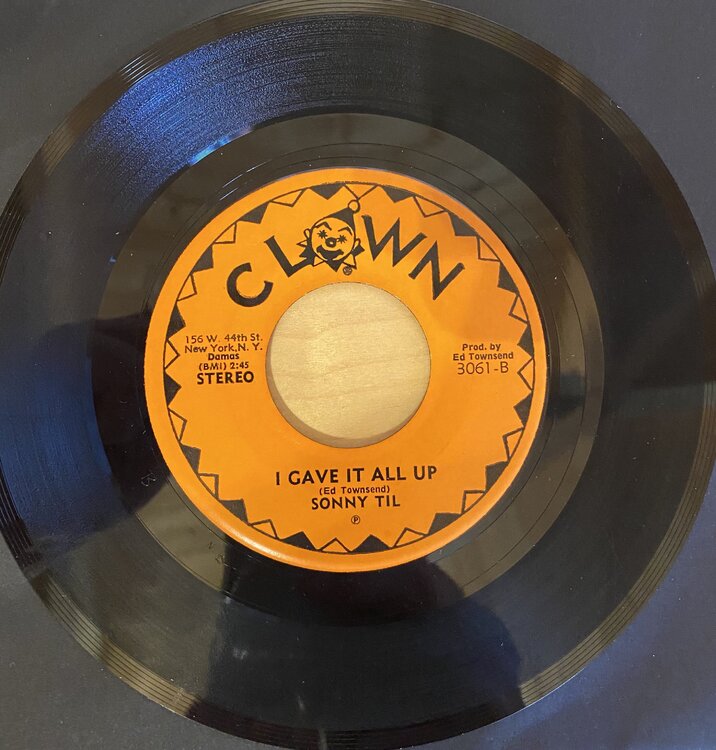 CLOWN
®
156 W. 44th St.
New York, N. Y.
Damas
(BMI) 2:45
STEREO
Prod. by
Ed Townsend
3061-B
I GAVE IT ALL UP
(Ed Townsend)
SONNY TIL
℗